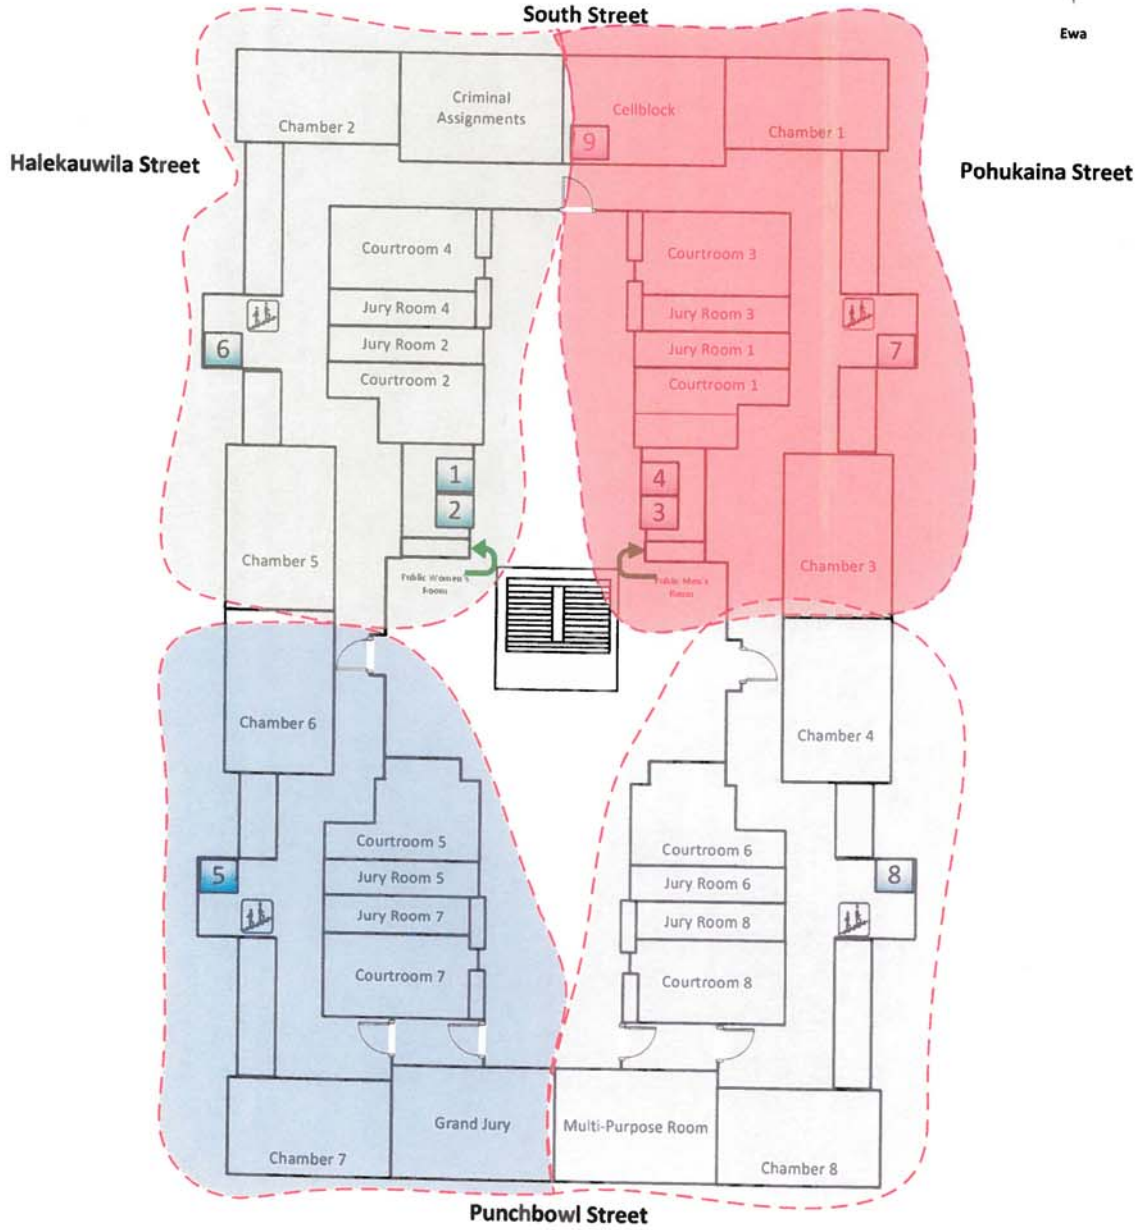 South Street
Ewa
Halekauwila Street
Pohukaina Street
Chamber 2
Criminal
Assignments
Cellblock
Chamber 1
9
Courtroom 4
Courtroom 3
Jury Room 4
Jury Room 3
6
Jury Room 2
Jury Room 1
7
Courtroom 2
Courtroom 1
1
4
2
3
Chamber 5
Chamber 3
Public Women's
Room
Public Men's
Room
Chamber 6
Chamber 4
Courtroom 5
Courtroom 6
5
Jury Room 5
Jury Room 6
8
Jury Room 7
Jury Room 8
Courtroom 7
Courtroom 8
Grand Jury
Multi-Purpose Room
Chamber 7
Chamber 8
Punchbowl Street